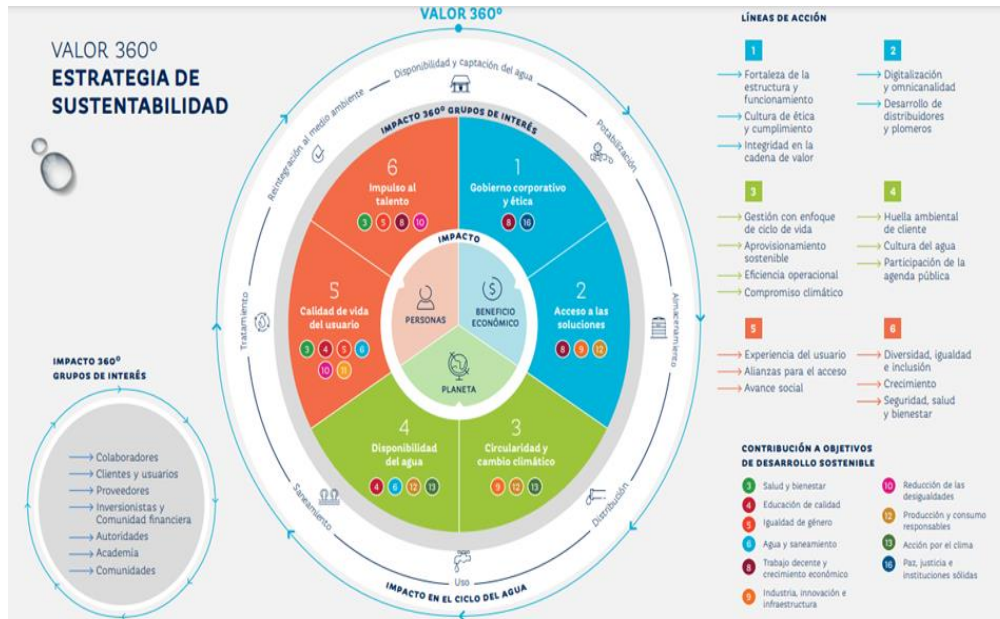 VALOR 360º
ESTRATEGIA DE
SUSTENTABILIDAD
VALOR 360º
Disponibilidad y captación del agua
Potabilización
Almacenamiento
Distribución
Uso
Saneamiento
Tratamiento
Reintegración al medio ambiente
IMPACTO EN EL CICLO DEL AGUA
IMPACTO 360º GRUPOS DE INTERÉS
1
Gobierno corporativo
y ética
8 16
2
Acceso a las
soluciones
8 9 12
3
Circularidad y
cambio climático
9 12 13
4
Disponibilidad
del agua
4 6 12 13
5
Calidad de vida
del usuario
3 4 5 6
10
6
Impulso al
talento
3 5 8 10
IMPACTO
PERSONAS
BENEFICIO
ECONÓMICO
PLANETA
IMPACTO 360º
GRUPOS DE INTERÉS
Colaboradores
Clientes y usuarios
Proveedores
Inversionistas y
Comunidad financiera
Autoridades
Academia
Comunidades
LÍNEAS DE ACCIÓN
1
Fortaleza de la
estructura y
funcionamiento
Cultura de ética
y cumplimiento
Integridad en la
cadena de valor
2
Digitalización
y omnicanalidad
Desarrollo de
distribuidores
y plomeros
3
Gestión con enfoque
de ciclo de vida
Aprovisionamiento
sostenible
Eficiencia operacional
Compromiso climático
4
Huella ambiental
de cliente
Cultura del agua
Participación de la
agenda pública
5
Experiencia del usuario
Alianzas para el acceso
Avance social
6
Diversidad, igualdad
e inclusión
Crecimiento
Seguridad, salud
y bienestar
CONTRIBUCIÓN A OBJETIVOS
DE DESARROLLO SOSTENIBLE
3 Salud y bienestar
4 Educación de calidad
5 Igualdad de género
6 Agua y saneamiento
8 Trabajo decente y
crecimiento económico
9 Industria, innovación e
infraestructura
10 Reducción de las
desigualdades
12 Producción y consumo
responsables
13 Acción por el clima
16 Paz, justicia e
instituciones sólidas